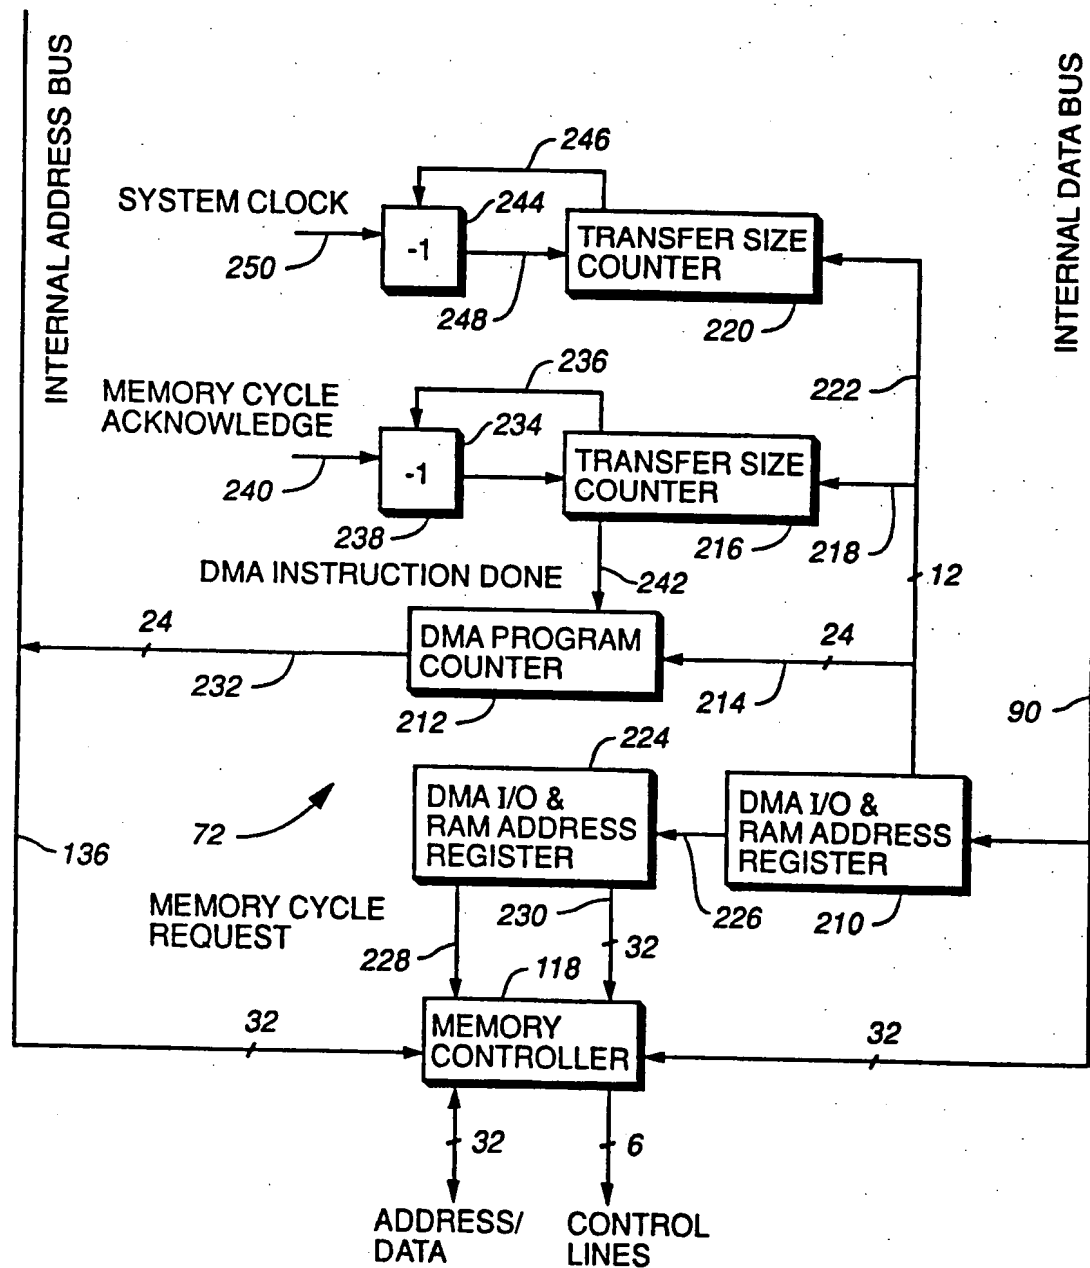 INTERNAL ADDRESS BUS
INTERNAL DATA BUS
246
SYSTEM CLOCK
244
250
-1
TRANSFER SIZE
COUNTER
248
220
236
222
MEMORY CYCLE
ACKNOWLEDGE
234
240
-1
TRANSFER SIZE
COUNTER
238
216
218
DMA INSTRUCTION DONE
242
12
24
DMA PROGRAM
COUNTER
24
232
212
214
90
224
72
136
DMA I/O &
RAM ADDRESS
REGISTER
DMA I/O &
RAM ADDRESS
REGISTER
MEMORY CYCLE
REQUEST
230
226
210
228
32
118
32
MEMORY
CONTROLLER
32
32
6
ADDRESS/
DATA
CONTROL
LINES